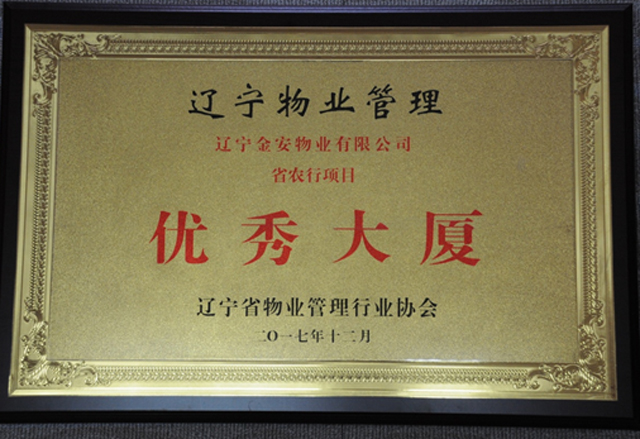 辽宁物业管理
辽宁金安物业有限公司
省农行项目
优秀大厦
辽宁省物业管理行业协会
二〇一七年十二月